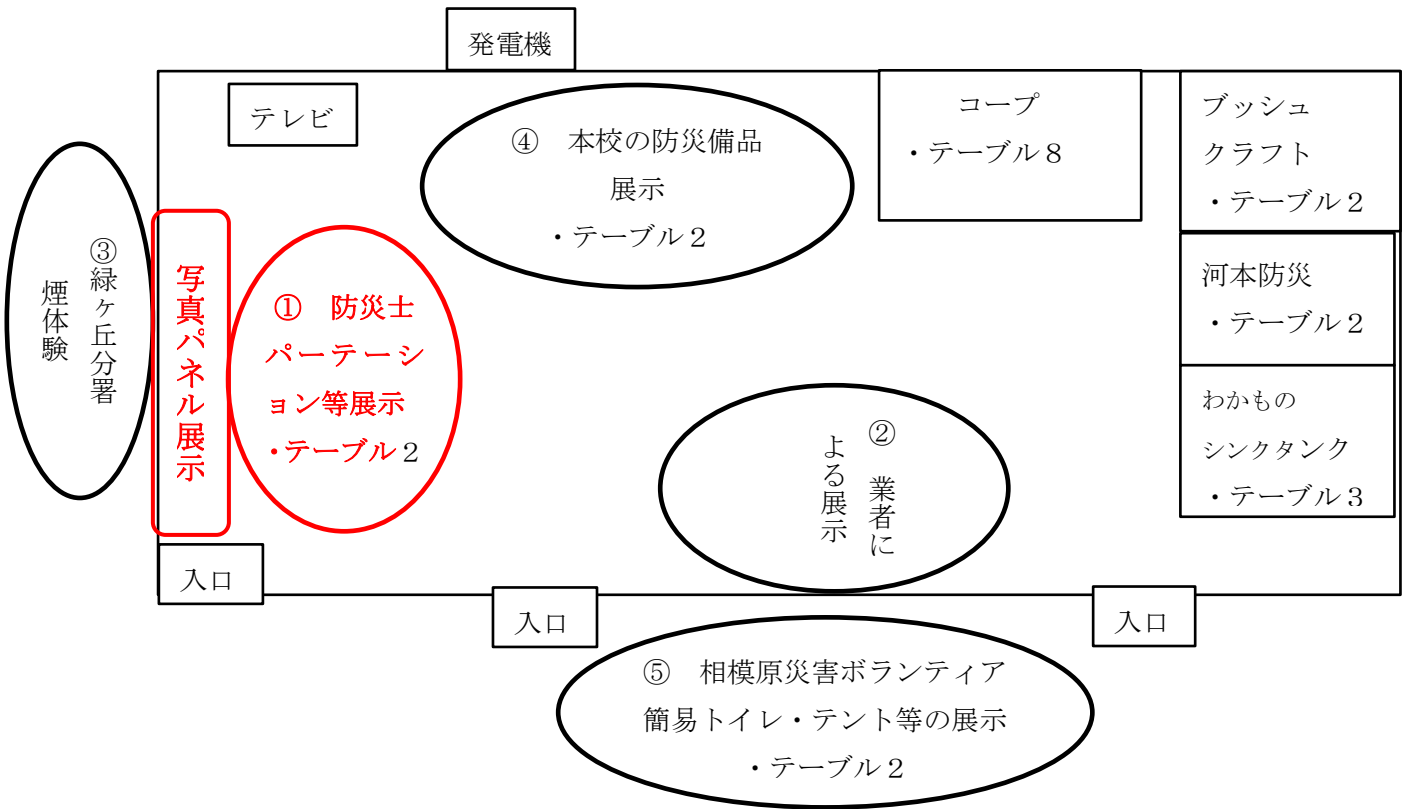 発電機
テレビ
④　本校の防災備品
展示
・テーブル２
コープ
・テーブル８
ブッシュ
クラフト
・テーブル２
③緑ヶ丘分署
煙体験
写真パネル展示
①　防災士
パーテーシ
ョン等展示
・テーブル２
河本防災
・テーブル２
わかもの
シンクタンク
・テーブル３
②　業者に
よる展示
入口
入口
入口
⑤　相模原災害ボランティア
簡易トイレ・テント等の展示
・テーブル２